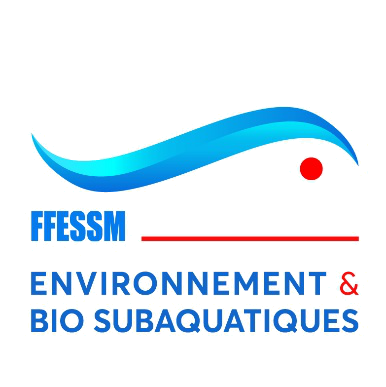 FFESSM
ENVIRONNEMENT &
BIO SUBAQUATIQUES